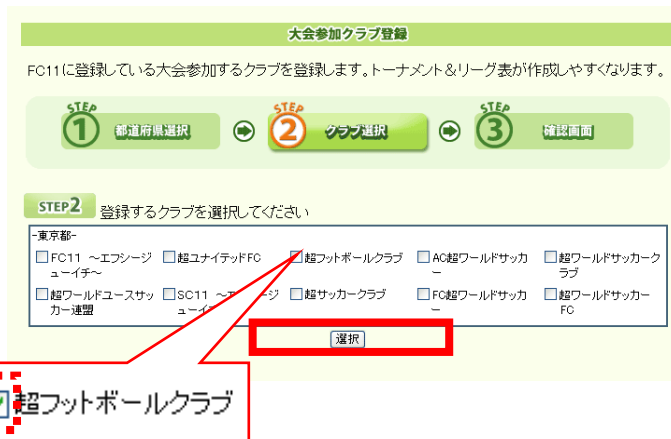 大会参加クラブ登録
FC11に登録している大会参加するクラブを登録します。トーナメント＆リーグ表が作成しやすくなります。
STEP 1 都道府県選択 STEP 2 クラブ選択 STEP 3 確認画面
STEP2 登録するクラブを選択してください
-東京都-
FC11 ～エフシージューイチ～
超ユナイテッドFC
超フットボールクラブ
AC超ワールドサッカー
超ワールドサッカークラブ
超ワールドユースサッカー連盟
SC11 ～エ
超サッカークラブ
FC超ワールドサッカー
超ワールドサッカーFC
選択
超フットボールクラブ